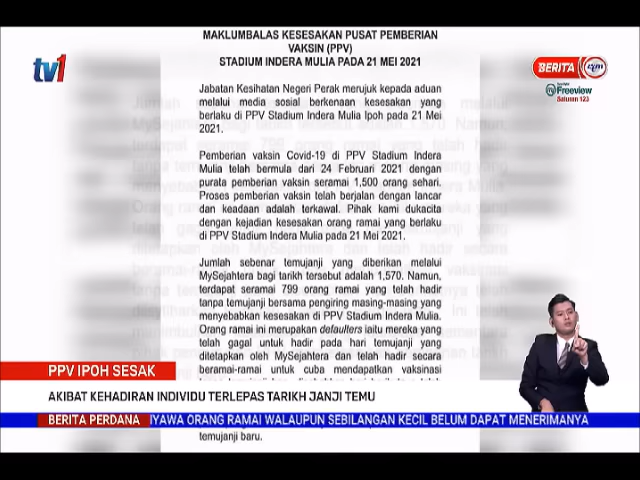 MAKLUMBALAS KESESAKAN PUSAT PEMBERIAN
VAKSIN (PPV)
STADIUM INDERA MULIA PADA 21 MEI 2021
tv1
BERITA rtm
Freeview
Saluran 123
Jabatan Kesihatan Negeri Perak merujuk kepada aduan
melalui media sosial berkenaan kesesakan yang
berlaku di PPV Stadium Indera Mulia Ipoh pada 21 Mei
2021.
Pemberian vaksin Covid-19 di PPV Stadium Indera
Mulia telah bermula dari 24 Februari 2021 dengan
purata pemberian vaksin seramai 1,500 orang sehari.
Proses pemberian vaksin telah berjalan dengan lancar
dan keadaan adalah terkawal. Pihak kami dukacita
dengan kejadian kesesakan orang ramai yang berlaku
di PPV Stadium Indera Mulia pada 21 Mei 2021.
Jumlah sebenar temujanji yang diberikan melalui
MySejahtera bagi tarikh tersebut adalah 1,570. Namun,
terdapat seramai 799 orang ramai yang telah hadir
tanpa temujanji bersama pengiring masing-masing yang
menyebabkan kesesakan di PPV Stadium Indera Mulia.
Orang ramai ini merupakan defaulters iaitu mereka yang
telah gagal untuk hadir pada hari temujanji yang
ditetapkan oleh MySejahtera dan telah hadir secara
beramai-ramai untuk cuba mendapatkan vaksinasi
PPV IPOH SESAK
AKIBAT KEHADIRAN INDIVIDU TERLEPAS TARIKH JANJI TEMU
BERITA PERDANA IYAWA ORANG RAMAI WALAUPUN SEBILANGAN KECIL BELUM DAPAT MENERIMANYA
temujanji baru.